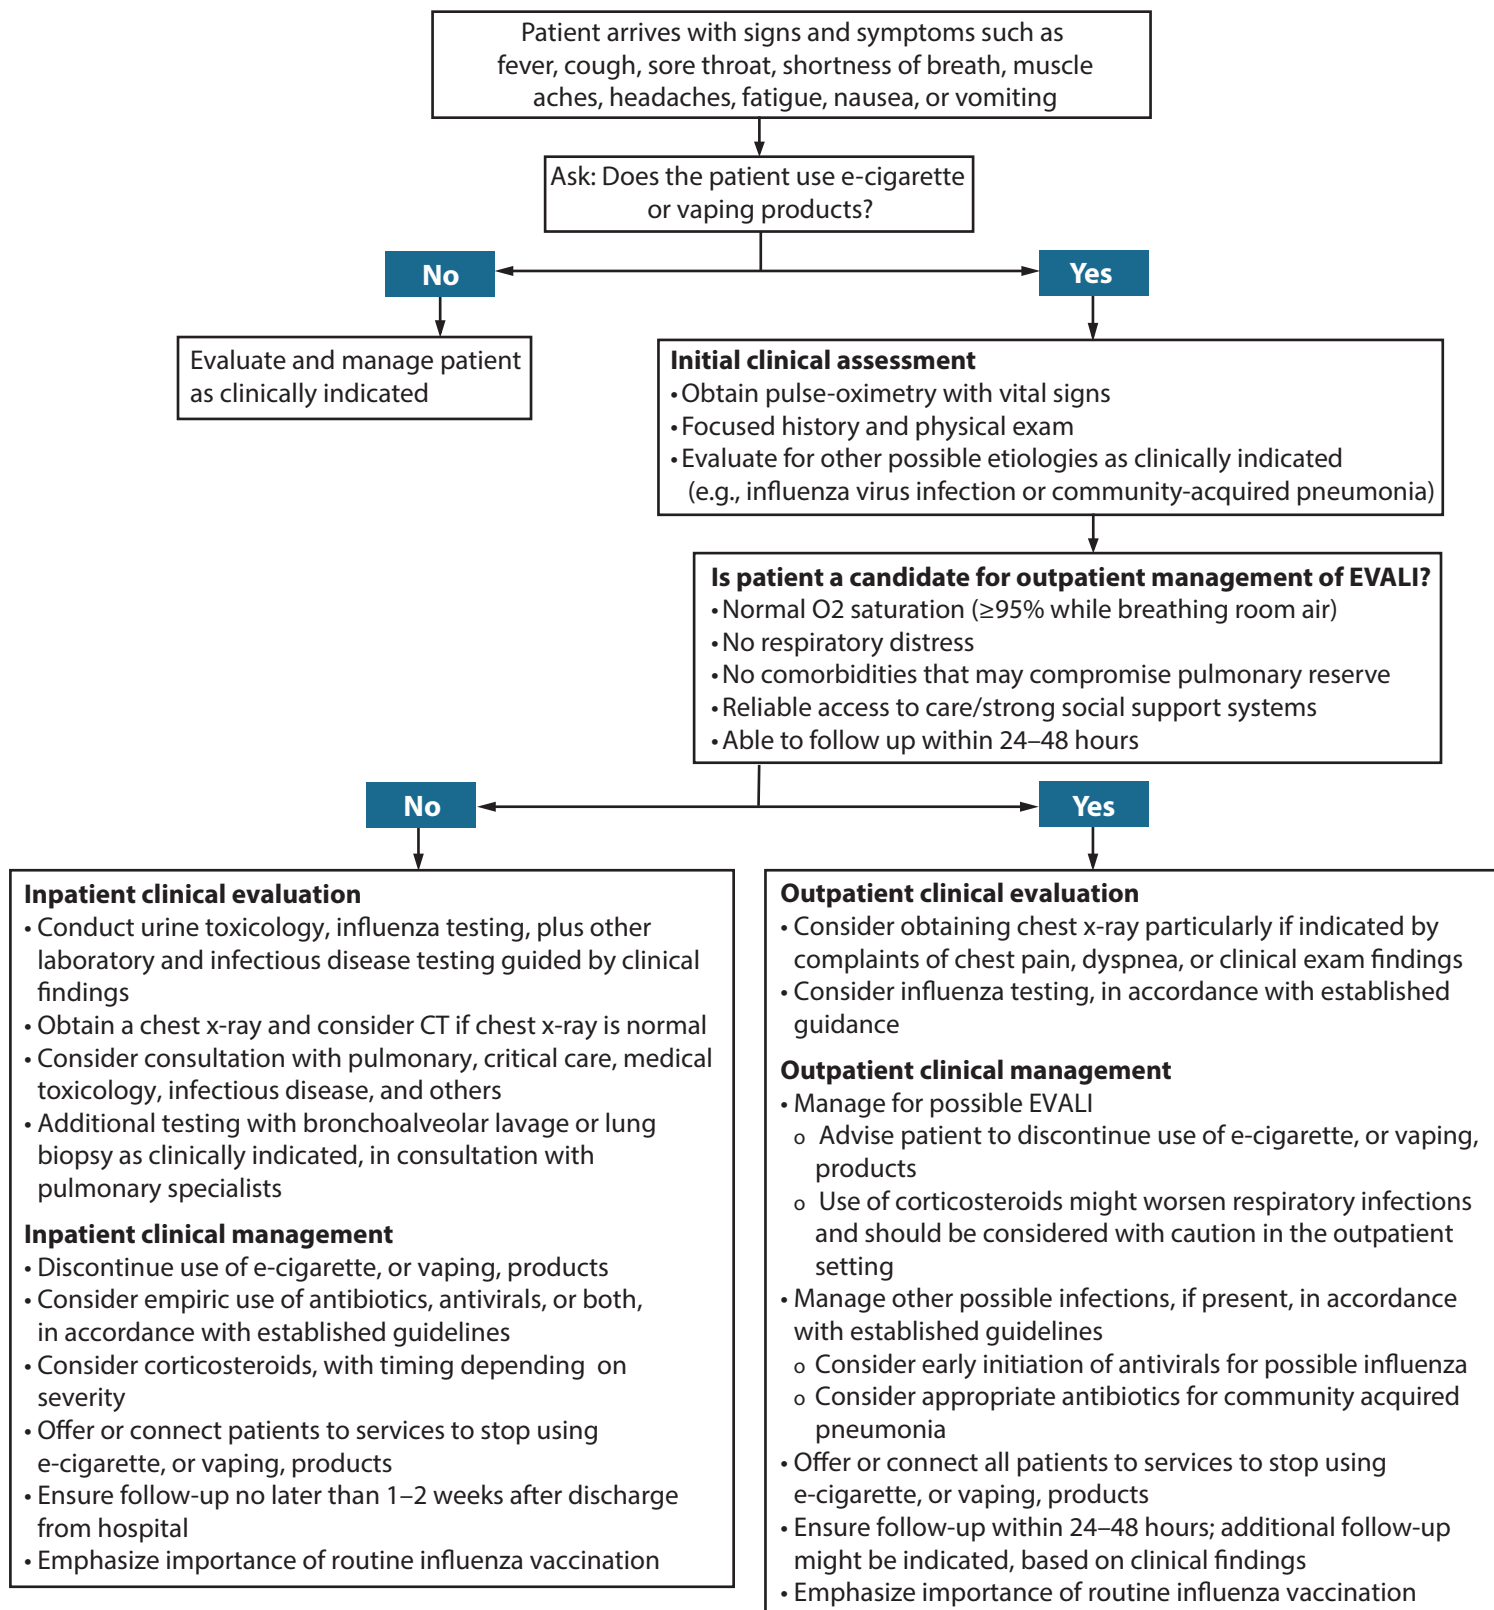 Patient arrives with signs and symptoms such as
fever, cough, sore throat, shortness of breath, muscle
aches, headaches, fatigue, nausea, or vomiting
Ask: Does the patient use e-cigarette
or vaping products?
No
Yes
Evaluate and manage patient
as clinically indicated
Initial clinical assessment
• Obtain pulse-oximetry with vital signs
• Focused history and physical exam
• Evaluate for other possible etiologies as clinically indicated
(e.g., influenza virus infection or community-acquired pneumonia)
Is patient a candidate for outpatient management of EVALI?
• Normal O2 saturation (≥95% while breathing room air)
• No respiratory distress
• No comorbidities that may compromise pulmonary reserve
• Reliable access to care/strong social support systems
• Able to follow up within 24–48 hours
No
Yes
Inpatient clinical evaluation
• Conduct urine toxicology, influenza testing, plus other
laboratory and infectious disease testing guided by clinical
findings
• Obtain a chest x-ray and consider CT if chest x-ray is normal
• Consider consultation with pulmonary, critical care, medical
toxicology, infectious disease, and others
• Additional testing with bronchoalveolar lavage or lung
biopsy as clinically indicated, in consultation with
pulmonary specialists
Inpatient clinical management
• Discontinue use of e-cigarette, or vaping, products
• Consider empiric use of antibiotics, antivirals, or both,
in accordance with established guidelines
• Consider corticosteroids, with timing depending on
severity
• Offer or connect patients to services to stop using
e-cigarette, or vaping, products
• Ensure follow-up no later than 1–2 weeks after discharge
from hospital
• Emphasize importance of routine influenza vaccination
Outpatient clinical evaluation
• Consider obtaining chest x-ray particularly if indicated by
complaints of chest pain, dyspnea, or clinical exam findings
• Consider influenza testing, in accordance with established
guidance
Outpatient clinical management
• Manage for possible EVALI
o Advise patient to discontinue use of e-cigarette, or vaping,
products
o Use of corticosteroids might worsen respiratory infections
and should be considered with caution in the outpatient
setting
• Manage other possible infections, if present, in accordance
with established guidelines
o Consider early initiation of antivirals for possible influenza
o Consider appropriate antibiotics for community acquired
pneumonia
• Offer or connect all patients to services to stop using
e-cigarette, or vaping, products
• Ensure follow-up within 24–48 hours; additional follow-up
might be indicated, based on clinical findings
• Emphasize importance of routine influenza vaccination